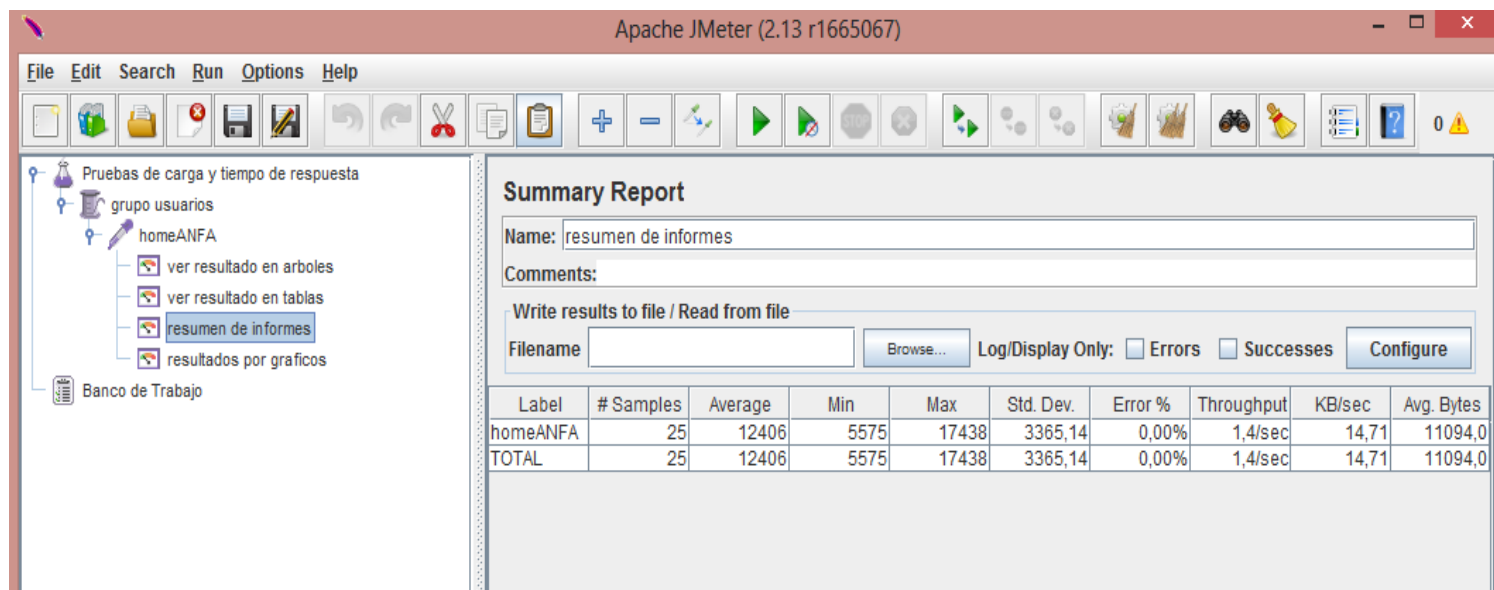 Apache JMeter (2.13 r1665067)
File Edit Search Run Options Help
STOP
0
Pruebas de carga y tiempo de respuesta
grupo usuarios
homeANFA
ver resultado en arboles
ver resultado en tablas
resumen de informes
resultados por graficos
Banco de Trabajo
Summary Report
Name: resumen de informes
Comments:
Write results to file / Read from file
Filename Browse... Log/Display Only: Errors Successes Configure
Label # Samples Average Min Max Std. Dev. Error % Throughput KB/sec Avg. Bytes
homeANFA 25 12406 5575 17438 3365,14 0,00% 1,4/sec 14,71 11094,0
TOTAL 25 12406 5575 17438 3365,14 0,00% 1,4/sec 14,71 11094,0